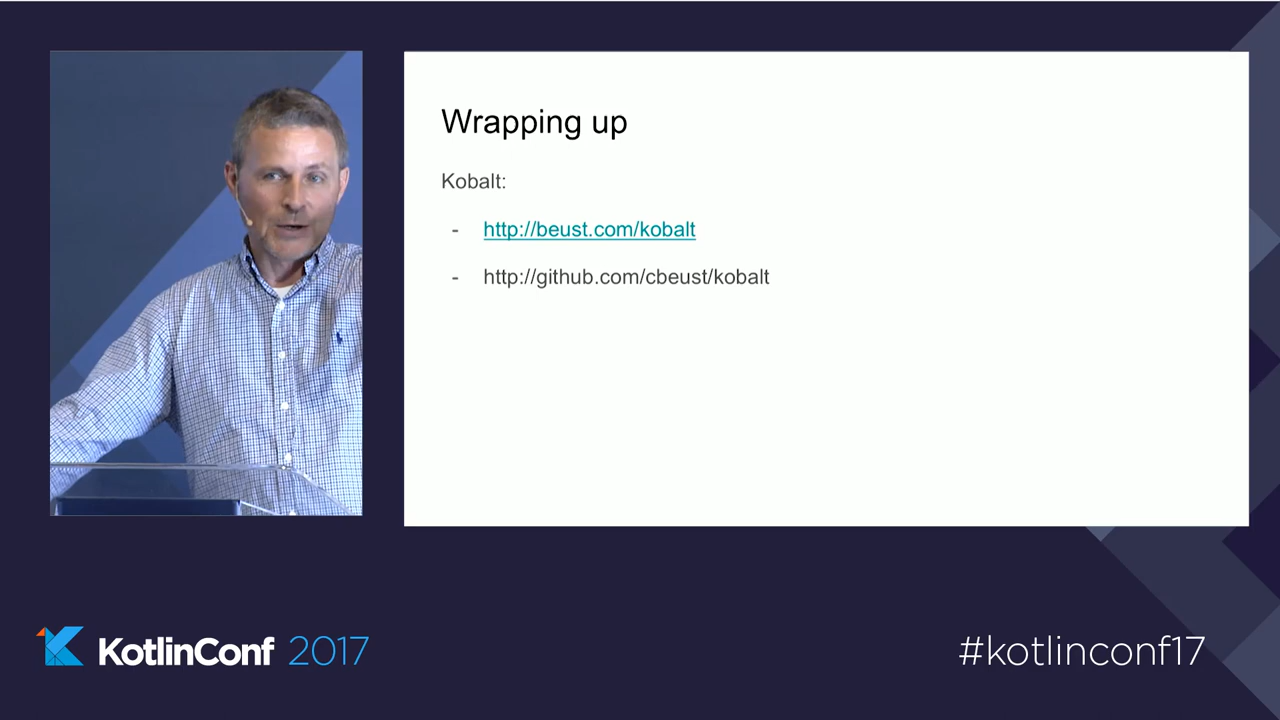 Wrapping up
Kobalt:
- http://beust.com/kobalt
- http://github.com/cbeust/kobalt
KotlinConf 2017
#kotlinconf17